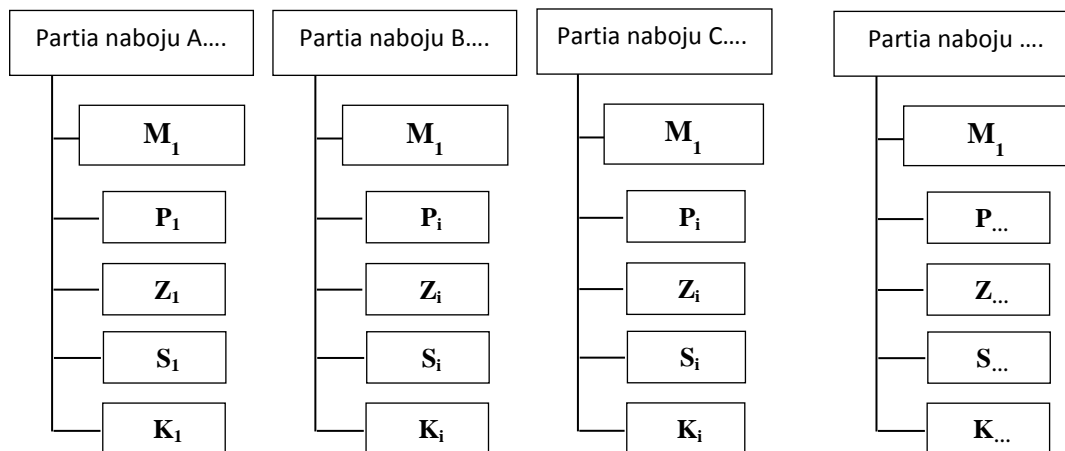 Partia naboju A....
Partia naboju B....
Partia naboju C....
Partia naboju ....
M₁
M₁
M₁
M₁
P₁
Pᵢ
Pᵢ
P...
Z₁
Zᵢ
Zᵢ
Z...
S₁
Sᵢ
Sᵢ
S...
K₁
Kᵢ
Kᵢ
K...